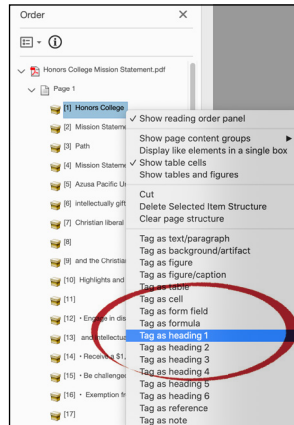 Order
Honors College Mission Statement.pdf
Page 1
[1] Honors College
[2] Mission Stateme
[3] Path
[4] Mission Stateme
[5] Azusa Pacific Un
[6] intellectually gift
[7] Christian liberal
[8]
[9] and the Christia
[10] Highlights and
[11]
[12] • Engage in dis
[13] and intellectua
[14] • Receive a $1,
[15] • Be challenged
[16] • Exemption fr
[17]
✓ Show reading order panel
Show page content groups
Display like elements in a single box
✓ Show table cells
Show tables and figures
Cut
Delete Selected Item Structure
Clear page structure
Tag as text/paragraph
Tag as background/artifact
Tag as figure
Tag as figure/caption
Tag as table
Tag as cell
Tag as form field
Tag as formula
Tag as heading 1
Tag as heading 2
Tag as heading 3
Tag as heading 4
Tag as heading 5
Tag as heading 6
Tag as reference
Tag as note